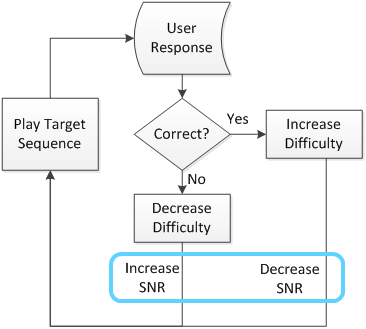 User
Response
Play Target
Sequence
Correct?
Yes
Increase
Difficulty
No
Decrease
Difficulty
Increase
SNR
Decrease
SNR